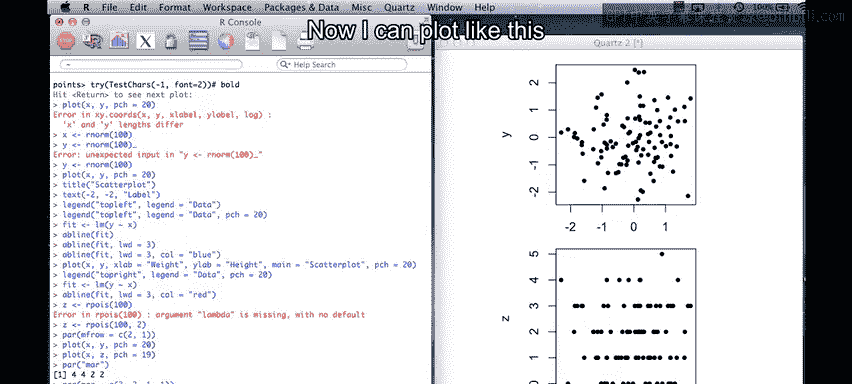 R File Edit Format Workspace Packages & Data Misc Quartz Window Help
100%
R Console
Now I can plot like this
Quartz 2 [*]
~
Help Search
points> try(TestChars(-1, font=2))# bold
Hit <Return> to see next plot:
> plot(x, y, pch = 20)
Error in xy.coords(x, y, xlabel, ylabel, log) :
'x' and 'y' lengths differ
> x <- rnorm(100)
> y <- rnorm(100)_
Error: unexpected input in "y <- rnorm(100)_"
> y <- rnorm(100)
> plot(x, y, pch = 20)
> title("Scatterplot")
> text(-2, -2, "Label")
> legend("topleft", legend = "Data")
> legend("topleft", legend = "Data", pch = 20)
> fit <- lm(y ~ x)
> abline(fit)
> abline(fit, lwd = 3)
> abline(fit, lwd = 3, col = "blue")
> plot(x, y, xlab = "Weight", ylab = "Height", main = "Scatterplot", pch = 20)
> legend("topright", legend = "Data", pch = 20)
> fit <- lm(y ~ x)
> abline(fit, lwd = 3, col = "red")
> z <- rpois(100)
Error in rpois(100) : argument "lambda" is missing, with no default
> z <- rpois(100, 2)
> par(mfrow = c(2, 1))
> plot(x, y, pch = 20)
> plot(x, z, pch = 19)
> par("mar")
[1] 4 4 2 2
2
1
0
-1
-2
y
-2 -1 0 1
5
4
3
2
1
0
z